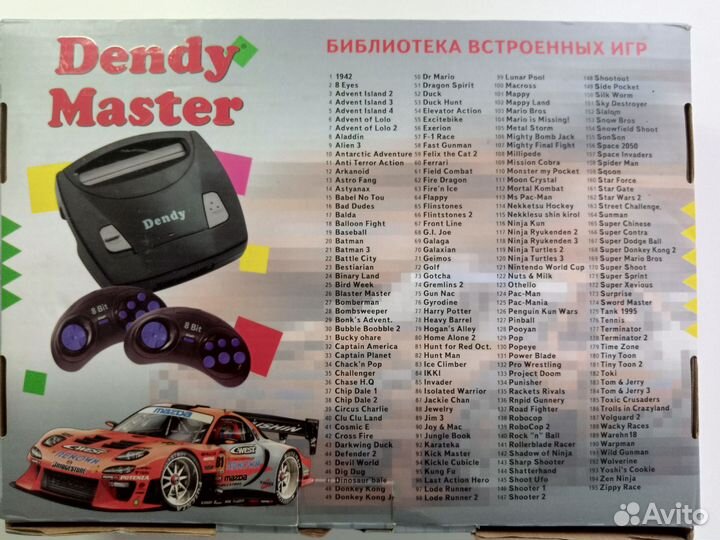 Dendy
Master
БИБЛИОТЕКА ВСТРОЕННЫХ ИГР
1 1942
2 8 Eyes
3 Advent Island 2
4 Advent Island 3
5 Advent Island 4
6 Advent of Lolo
7 Advent of Lolo 2
8 Aladdin
9 Alien 3
10 Antarctic Adventure
11 Anti Terror Action
12 Arkanoid
13 Astro Fang
14 Astyanax
15 Babel No Tou
16 Bad Dudes
17 Balda
18 Balloon Fight
19 Baseball
20 Batman
21 Batman 3
22 Battle City
23 Bestiarian
24 Binary Land
25 Bird Week
26 Blaster Master
27 Bomberman
28 Bombsweeper
29 Bonk's Advent.
30 Bubble Boobble 2
31 Bucky ohare
32 Captain America
33 Captain Planet
34 Chack'n Pop
35 Challenger
36 Chase H.Q
37 Chip Dale 1
38 Chip Dale 2
39 Circus Charlie
40 Clu Clu Land
41 Cosmic E
42 Cross Fire
43 Darkwing Duck
44 Defender 2
45 Devil World
46 Dig Dug
47 Dinosaur bale
48 Donkey Kong
49 Donkey Kong Jr
50 Dr Mario
51 Dragon Spirit
52 Duck
53 Duck Hunt
54 Elevator Action
55 Excitebike
56 Exerion
57 F-1 Race
58 Fast Gunman
59 Felix the Cat 2
60 Ferrari
61 Field Combat
62 Fire Dragon
63 Fire'n Ice
64 Flappy
65 Flinstones
66 Flintstones 2
67 Front Line
68 G.I. Joe
69 Galaga
70 Galaxian
71 Geimos
72 Golf
73 Gotcha
74 Gremlins 2
75 Gun Nac
76 Gyrodine
77 Harry Potter
78 Heavy Barrel
79 Hogan's Alley
80 Home Alone 2
81 Hunt for Red Oct.
82 Hunt Man
83 Ice Climber
84 IKKI
85 Invader
86 Isolated Warrior
87 Jackie Chan
88 Jewelry
89 Jim 3
90 Joy & Mac
91 Jungle Book
92 Karateka
93 Kick Master
94 Kickle Cubicle
95 Kung Fu
96 Last Action Hero
97 Lode Runner
98 Lode Runner 2
99 Lunar Pool
100 Macross
101 Mappy
102 Mappy Land
103 Mario Bros
104 Mario is Missing!
105 Metal Storm
106 Mighty Bomb Jack
107 Mighty Final Fight
108 Millipede
109 Mission Cobra
110 Monster my Pocket
111 Moon Crystal
112 Mortal Kombat
113 Ms Pac-Man
114 Nekketsu Hockey
115 Nekklesu shin kirol
116 Ninja Kun
117 Ninja Ryukenden 2
118 Ninja Ryukenden 3
119 Ninja Turtles 2
120 Ninja Turtles 3
121 Nintendo World Cup
122 Nuts & Milk
123 Othello
124 Pac-Man
125 Pac-Mania
126 Penguin Kun Wars
127 Pinball
128 Pooyan
129 Pop
130 Popeye
131 Power Blade
132 Pro Wrestling
133 Project Doom
134 Punisher
135 Rackets Rivals
136 Rapid Gunnery
137 Road Fighter
138 Robocop
139 RoboCop 2
140 Rock "n" Ball
141 Rollerblade Racer
142 Shadow of Ninja
143 Sharp Shooter
144 Shatterhand
145 Shoot Ufo
146 Shooter 1
147 Shooter 2
148 Shootout
149 Side Pocket
150 Silk Worm
151 Sky Destroyer
152 Slalom
153 Snow Bros
154 Snowfield Shoot
155 SonSon
156 Space 2050
157 Space Invaders
158 Spider Man
159 Sqoon
160 Star Force
161 Star Gate
162 Star Wars 2
163 Street Challenge.
164 Sunman
165 Super Chinese
166 Super Contra
167 Super Dodge Ball
168 Super Donkey Kong 2
169 Super Mario Bros
170 Super Shoot
171 Super Sprint
172 Super Xevious
173 Surprise
174 Sword Master
175 Tank 1995
176 Tennis
177 Terminator
178 Terminator 2
179 Time Zone
180 Tiny Toon
181 Tiny Toon 2
182 Toki
183 Tom & Jerry
184 Tom & Jerry 3
185 Toxic Crusaders
186 Trolls in Crazyland
187 Volguard 2
188 Wacky Races
189 Warehn18
190 Warpman
191 Wild Gunman
192 Wolverine
193 Yoshi's Cookie
194 Zen Ninja
195 Zippy Race
Dendy
8 Bit
8 Bit
mazda
WEST
BRIDGESTONE
POTENZA
WEST
mazda
Avito